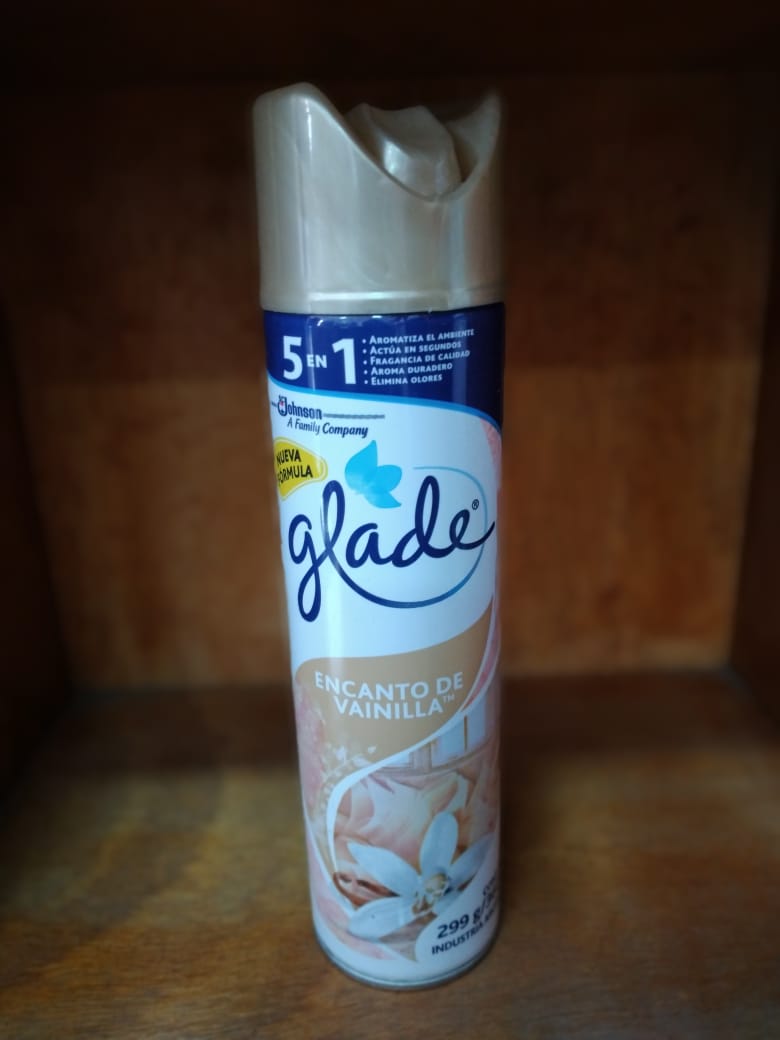 5 EN 1
• AROMATIZA EL AMBIENTE
• ACTÚA EN SEGUNDOS
• FRAGANCIA DE CALIDAD
• AROMA DURADERO
• ELIMINA OLORES
Johnson
A Family Company
NUEVA
FÓRMULA
glade®
ENCANTO DE
VAINILLA™
299 g
INDUSTRIA